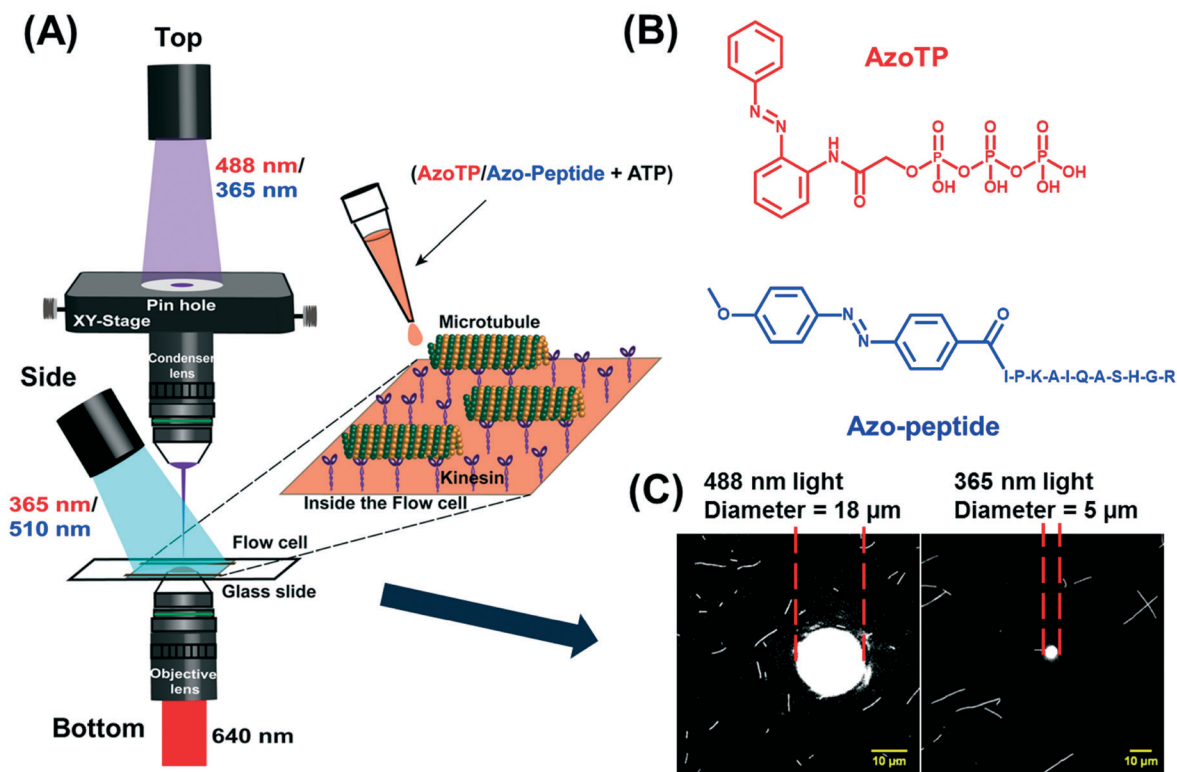 (A)
Top
488 nm/
365 nm
Pin hole
XY-Stage
Condenser
lens
Side
365 nm/
510 nm
Flow cell
Glass slide
Objective
lens
Bottom
640 nm
(AzoTP/Azo-Peptide + ATP)
Microtubule
Kinesin
Inside the Flow cell
(B)
AzoTP
N
N
H
N
O
O
O
O
O
P
O
P
O
P
OH
OH
OH
OH
O
N
N
O
I-P-K-A-I-Q-A-S-H-G-R
Azo-peptide
(C)
488 nm light
Diameter = 18 µm
365 nm light
Diameter = 5 µm
10 µm
10 µm